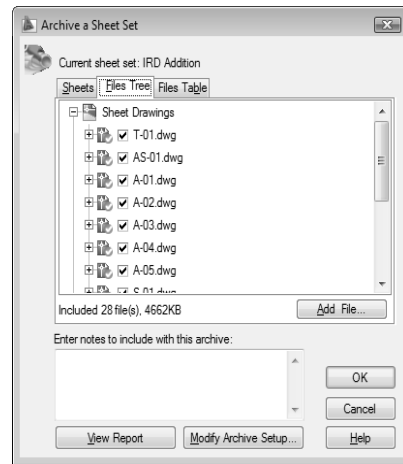 Archive a Sheet Set
Current sheet set: IRD Addition
Sheets Files Tree Files Table
Sheet Drawings
T-01.dwg
AS-01.dwg
A-01.dwg
A-02.dwg
A-03.dwg
A-04.dwg
A-05.dwg
S-01.dwg
Included 28 file(s), 4662KB
Add File...
Enter notes to include with this archive:
OK
Cancel
View Report Modify Archive Setup... Help